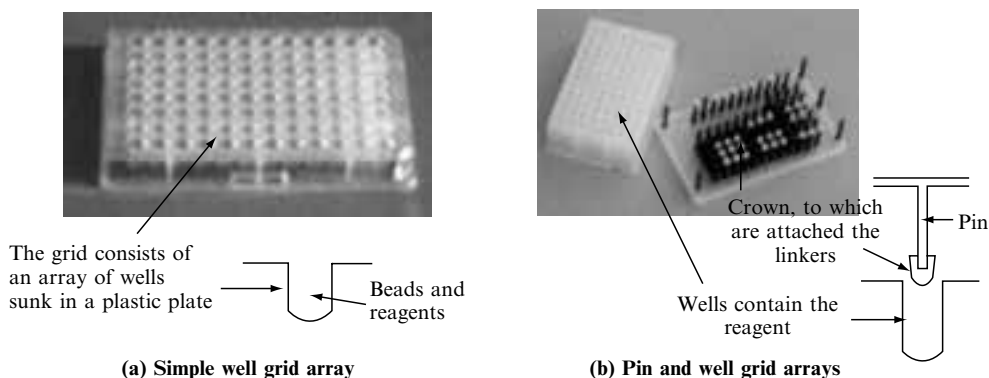 The grid consists of
an array of wells
sunk in a plastic plate
Beads and
reagents
(a) Simple well grid array
Crown, to which
are attached the
linkers
Pin
Wells contain the
reagent
(b) Pin and well grid arrays